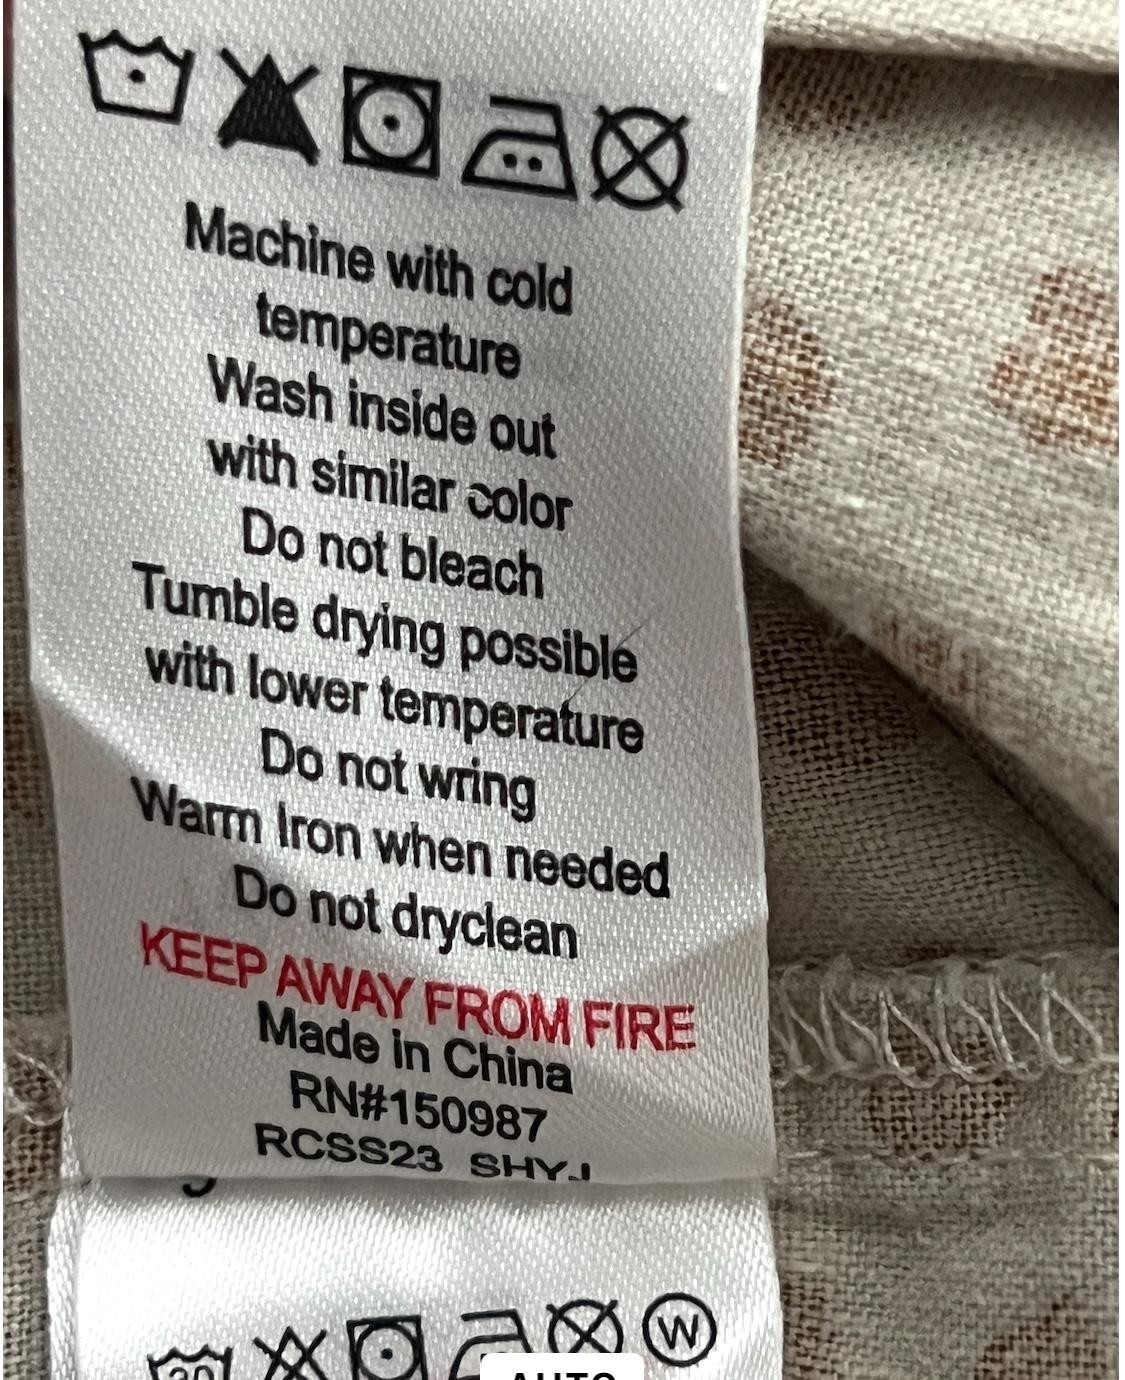 Machine with cold
temperature
Wash inside out
with similar color
Do not bleach
Tumble drying possible
with lower temperature
Do not wring
Warm Iron when needed
Do not dryclean
KEEP AWAY FROM FIRE
Made in China
RN#150987
RCSS23 SHYJ
30
W
AUTO